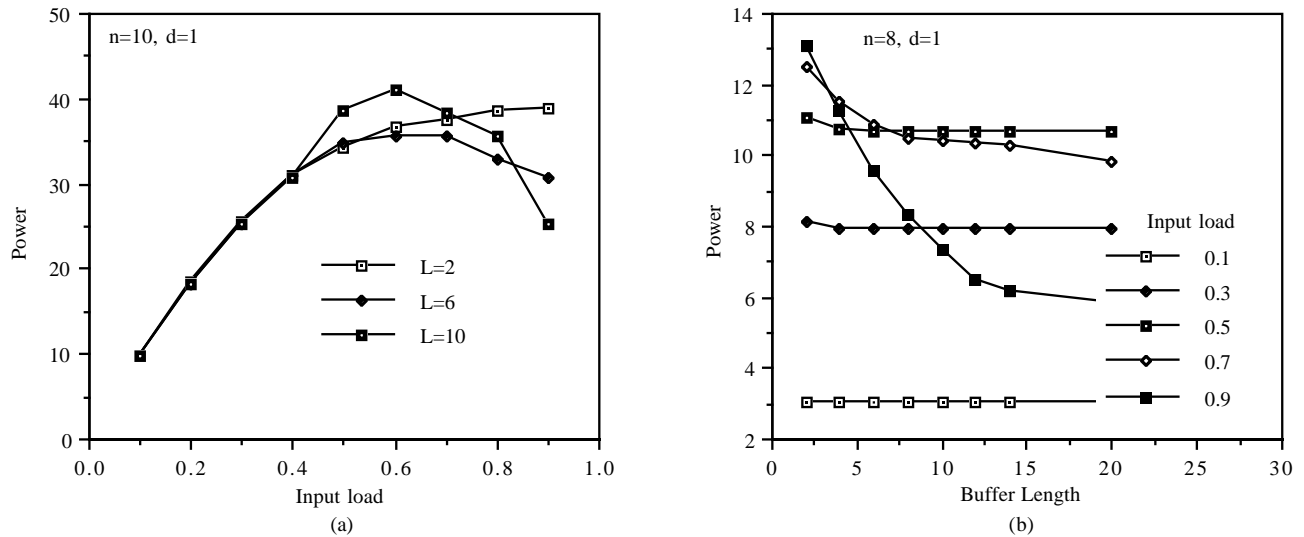 n=10, d=1
50
40
30
20
10
0
Power
0.0
0.2
0.4
0.6
0.8
1.0
Input load
L=2
L=6
L=10
(a)
n=8, d=1
14
12
10
8
6
4
2
Power
0
5
10
15
20
25
30
Buffer Length
Input load
0.1
0.3
0.5
0.7
0.9
(b)